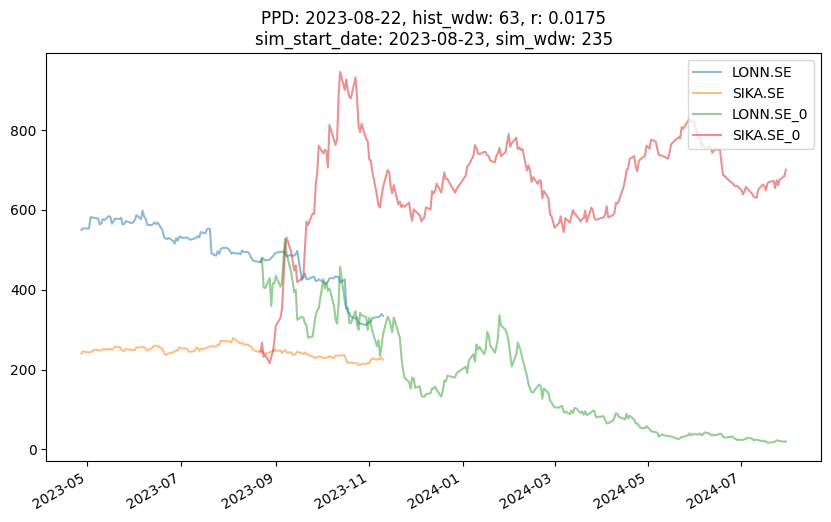 PPD: 2023-08-22, hist_wdw: 63, r: 0.0175
sim_start_date: 2023-08-23, sim_wdw: 235
LONN.SE
SIKA.SE
LONN.SE_0
SIKA.SE_0
800
600
400
200
0
2023-05
2023-07
2023-09
2023-11
2024-01
2024-03
2024-05
2024-07